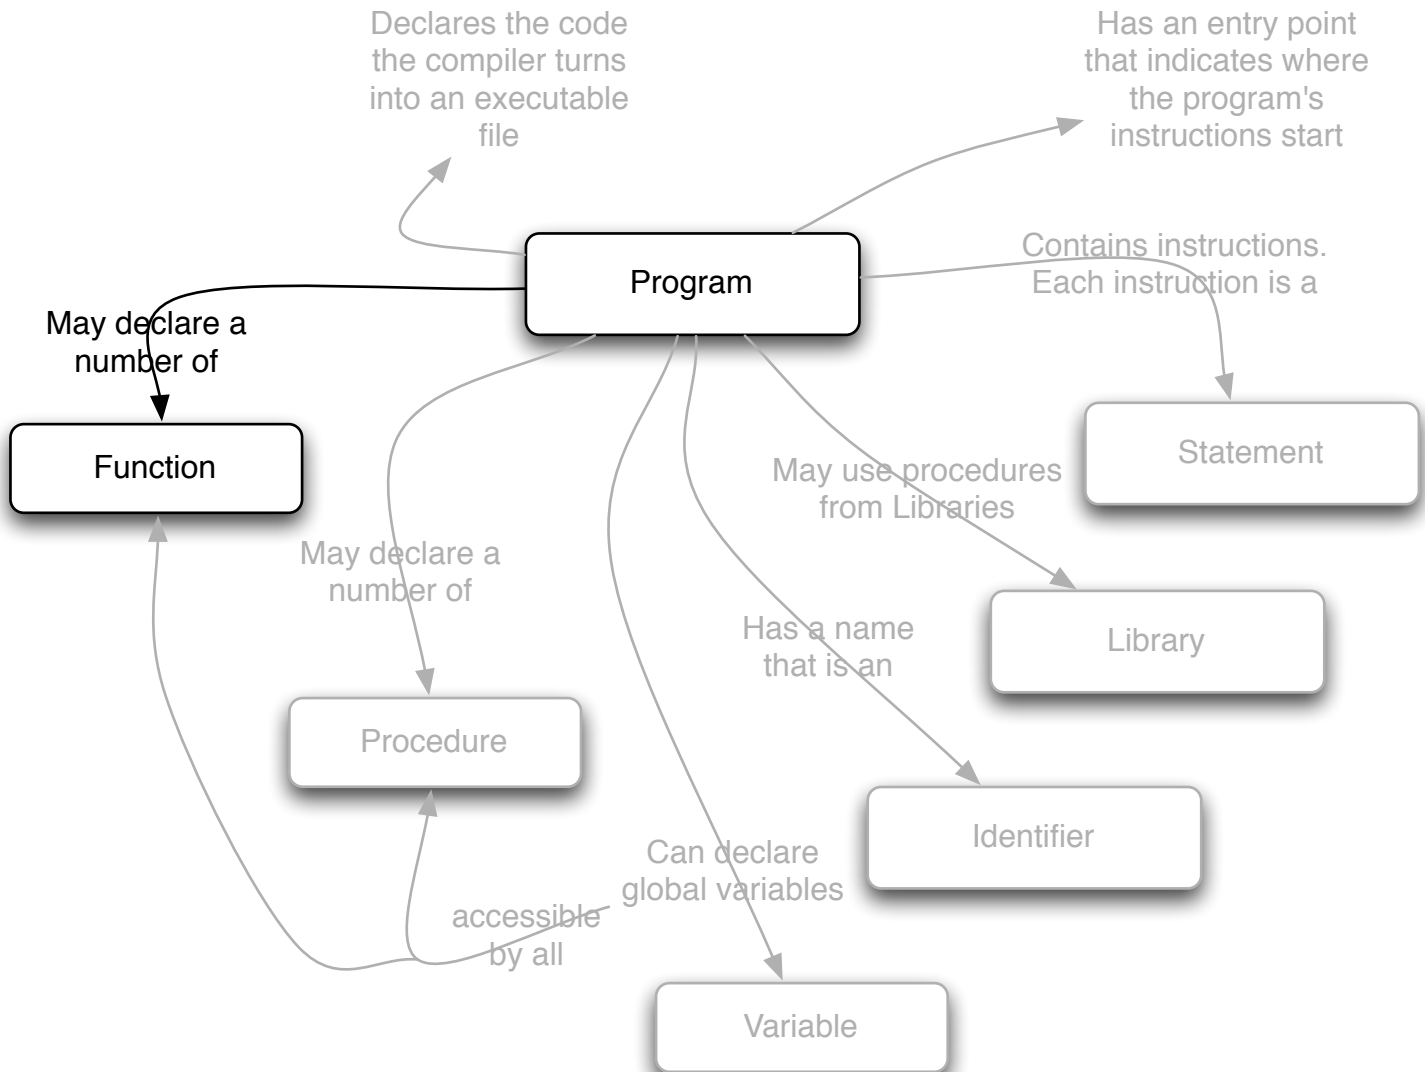 Declares the code
the compiler turns
into an executable
file
Has an entry point
that indicates where
the program's
instructions start
Program
Contains instructions.
Each instruction is a
May declare a
number of
Function
Statement
May use procedures
from Libraries
May declare a
number of
Has a name
that is an
Library
Procedure
Identifier
Can declare
global variables
accessible
by all
Variable